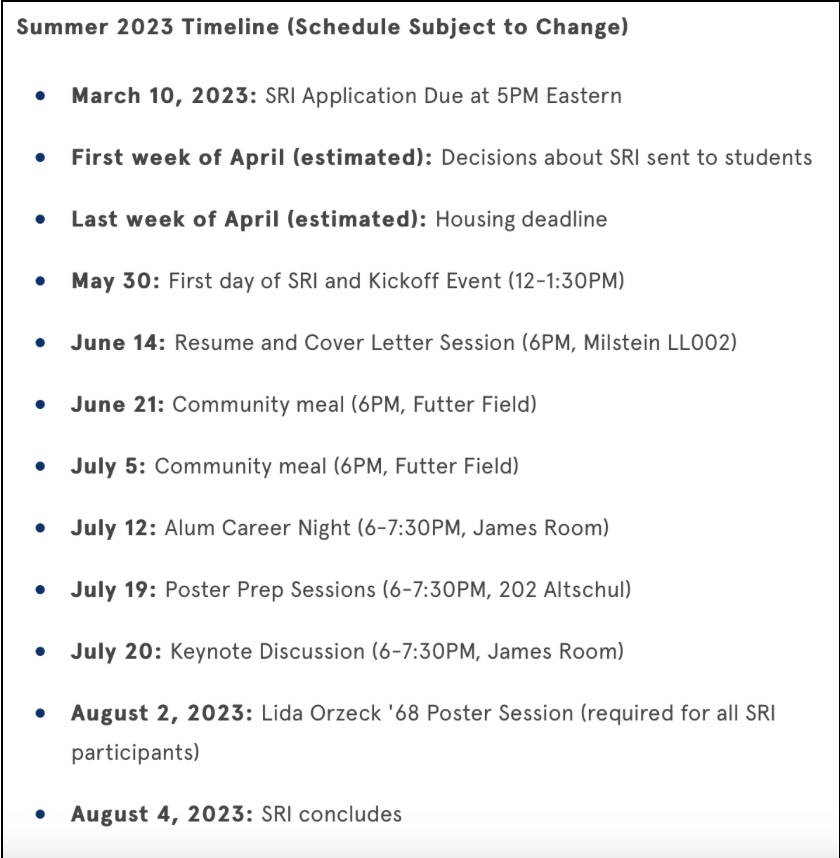 Summer 2023 Timeline (Schedule Subject to Change)
• March 10, 2023: SRI Application Due at 5PM Eastern
• First week of April (estimated): Decisions about SRI sent to students
• Last week of April (estimated): Housing deadline
• May 30: First day of SRI and Kickoff Event (12-1:30PM)
• June 14: Resume and Cover Letter Session (6PM, Milstein LL002)
• June 21: Community meal (6PM, Futter Field)
• July 5: Community meal (6PM, Futter Field)
• July 12: Alum Career Night (6-7:30PM, James Room)
• July 19: Poster Prep Sessions (6-7:30PM, 202 Altschul)
• July 20: Keynote Discussion (6-7:30PM, James Room)
• August 2, 2023: Lida Orzeck '68 Poster Session (required for all SRI
participants)
• August 4, 2023: SRI concludes